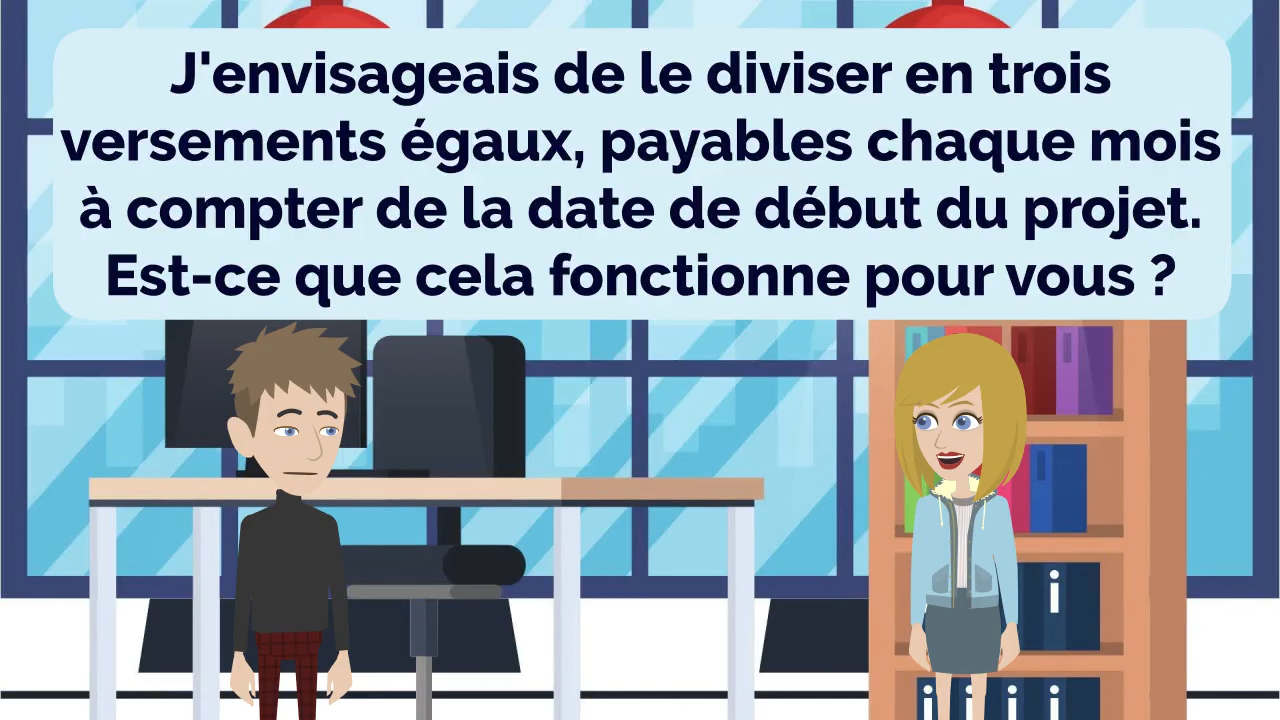 J'envisageais de le diviser en trois
versements égaux, payables chaque mois
à compter de la date de début du projet.
Est-ce que cela fonctionne pour vous ?
i
i i i i